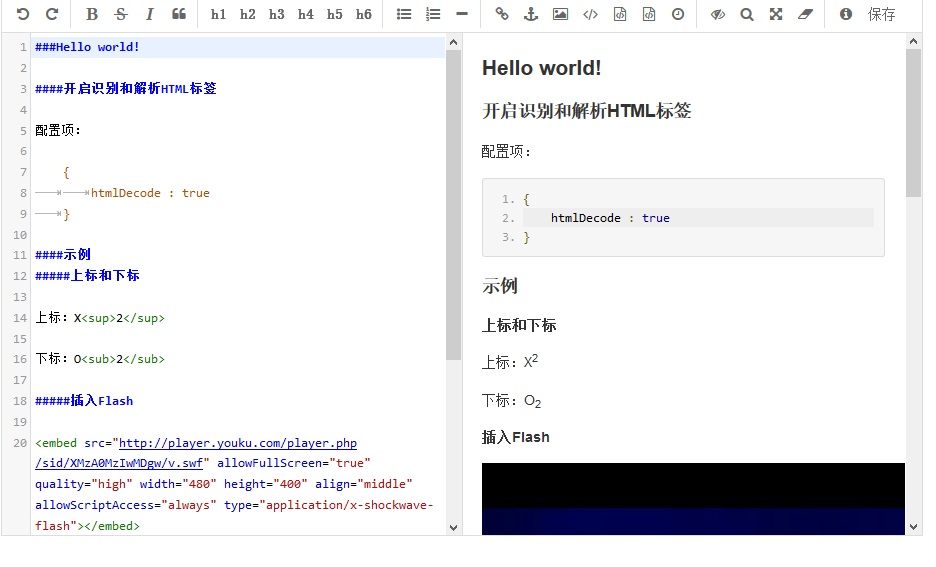 B S I h1 h2 h3 h4 h5 h6 保存
1 ###Hello world!
2
3 ####开启识别和解析HTML标签
4
5 配置项：
6
7 {
8 htmlDecode : true
9 }
10
11 ####示例
12 #####上标和下标
13
14 上标：X<sup>2</sup>
15
16 下标：O<sub>2</sub>
17
18 #####插入Flash
19
20 <embed src="http://player.youku.com/player.php
/sid/XMzA0MzIwMDgw/v.swf" allowFullScreen="true"
quality="high" width="480" height="400" align="middle"
allowScriptAccess="always" type="application/x-shockwave-
flash"></embed>
Hello world!
开启识别和解析HTML标签
配置项：
1. {
2. htmlDecode : true
3. }
示例
上标和下标
上标：X2
下标：O2
插入Flash